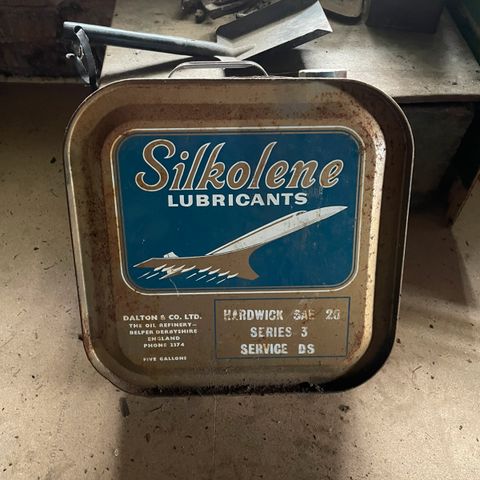 Silkolene
LUBRICANTS
DALTON & CO. LTD.
THE OIL REFINERY—
BELPER DERBYSHIRE
ENGLAND
PHONE 2274
FIVE GALLONS
HARDWICK SAE 20
SERIES 3
SERVICE DS